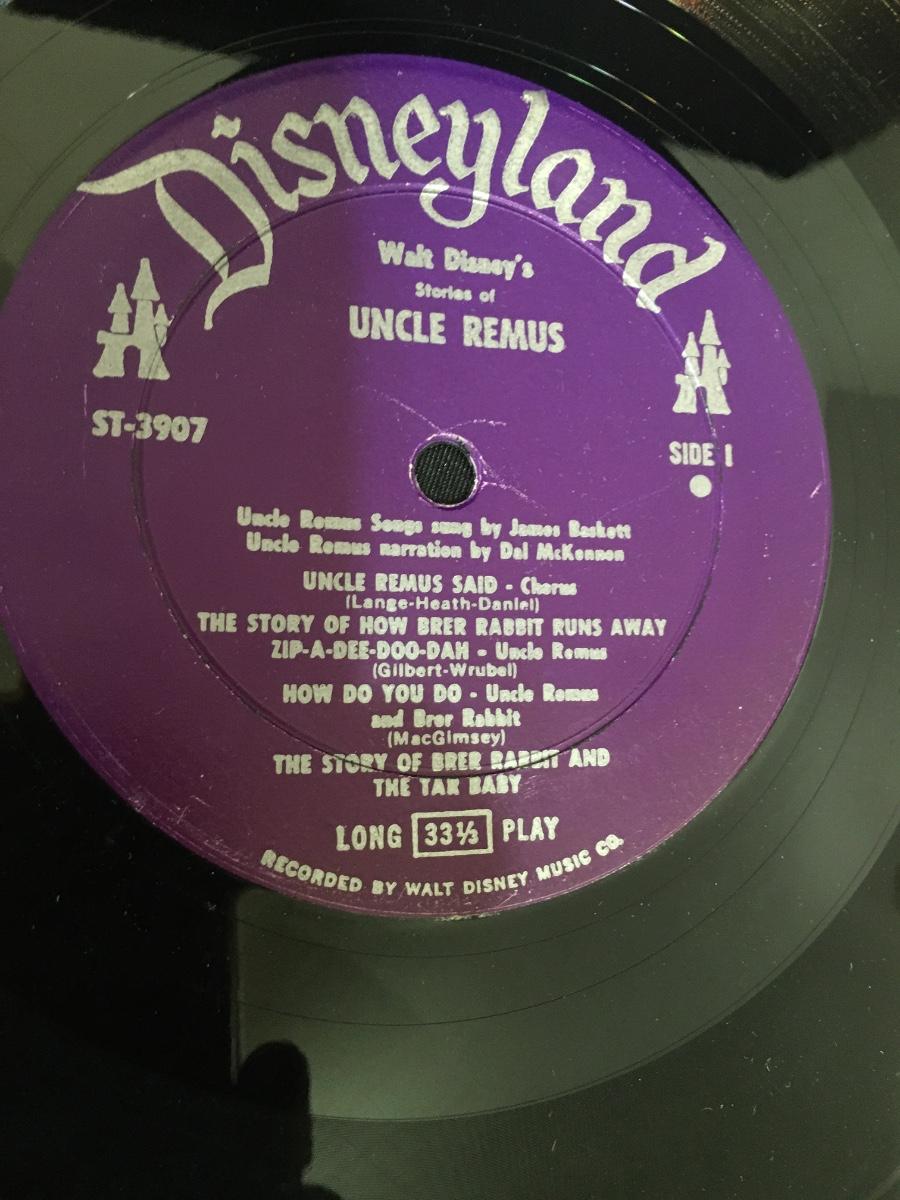 Disneyland
Walt Disney's
Stories of
UNCLE REMUS
ST-3907
SIDE 1
Uncle Remus Songs sung by James Baskett
Uncle Remus narration by Dal McKennon
UNCLE REMUS SAID - Chorus
(Lange-Heath-Daniel)
THE STORY OF HOW BRER RABBIT RUNS AWAY
ZIP-A-DEE-DOO-DAH - Uncle Remus
(Gilbert-Wrubel)
HOW DO YOU DO - Uncle Remus
and Brer Rabbit
(MacGimsey)
THE STORY OF BRER RABBIT AND
THE TAR BABY
LONG 33⅓ PLAY
RECORDED BY WALT DISNEY MUSIC CO.